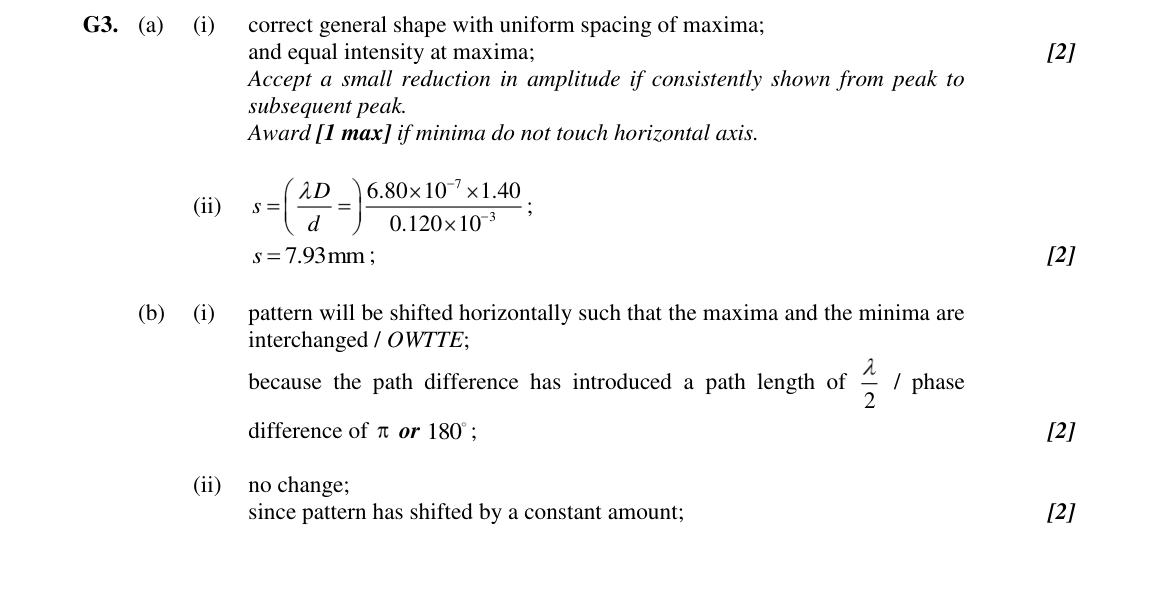 G3. (a) (i) correct general shape with uniform spacing of maxima;
and equal intensity at maxima; [2]
Accept a small reduction in amplitude if consistently shown from peak to
subsequent peak.
Award [1 max] if minima do not touch horizontal axis.
(ii) s = (λD/d =) 6.80×10⁻⁷ ×1.40/0.120×10⁻³ ;
s = 7.93mm ; [2]
(b) (i) pattern will be shifted horizontally such that the maxima and the minima are
interchanged / OWTTE;
because the path difference has introduced a path length of λ/2 / phase
difference of π or 180° ; [2]
(ii) no change;
since pattern has shifted by a constant amount; [2]